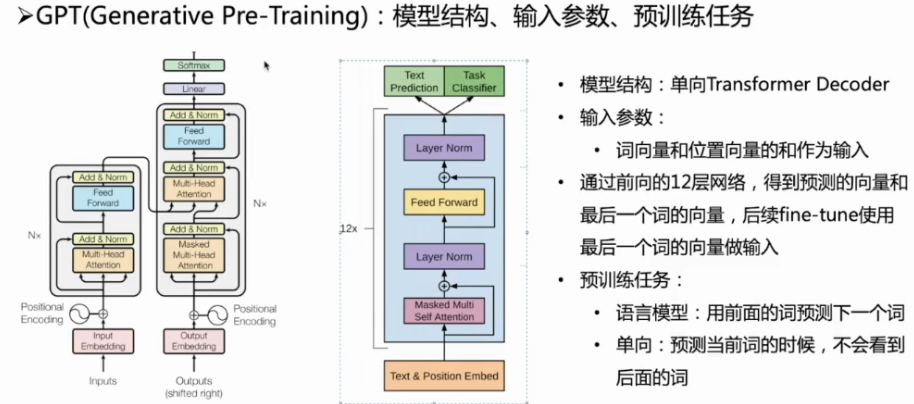 ➢GPT(Generative Pre-Training)：模型结构、输入参数、预训练任务
Softmax
Linear
Add & Norm
Feed
Forward
Add & Norm
Multi-Head
Attention
Add & Norm
Masked
Multi-Head
Attention
Nx
Add & Norm
Feed
Forward
Nx
Add & Norm
Multi-Head
Attention
Positional
Encoding
Positional
Encoding
Input
Embedding
Output
Embedding
Inputs
Outputs
(shifted right)
Text
Prediction
Task
Classifier
Layer Norm
Feed Forward
12x
Layer Norm
Masked Multi
Self Attention
Text & Position Embed
• 模型结构：单向Transformer Decoder
• 输入参数：
• 词向量和位置向量的和作为输入
• 通过前向的12层网络，得到预测的向量和
最后一个词的向量，后续fine-tune使用
最后一个词的向量做输入
• 预训练任务：
• 语言模型：用前面的词预测下一个词
• 单向：预测当前词的时候，不会看到
后面的词